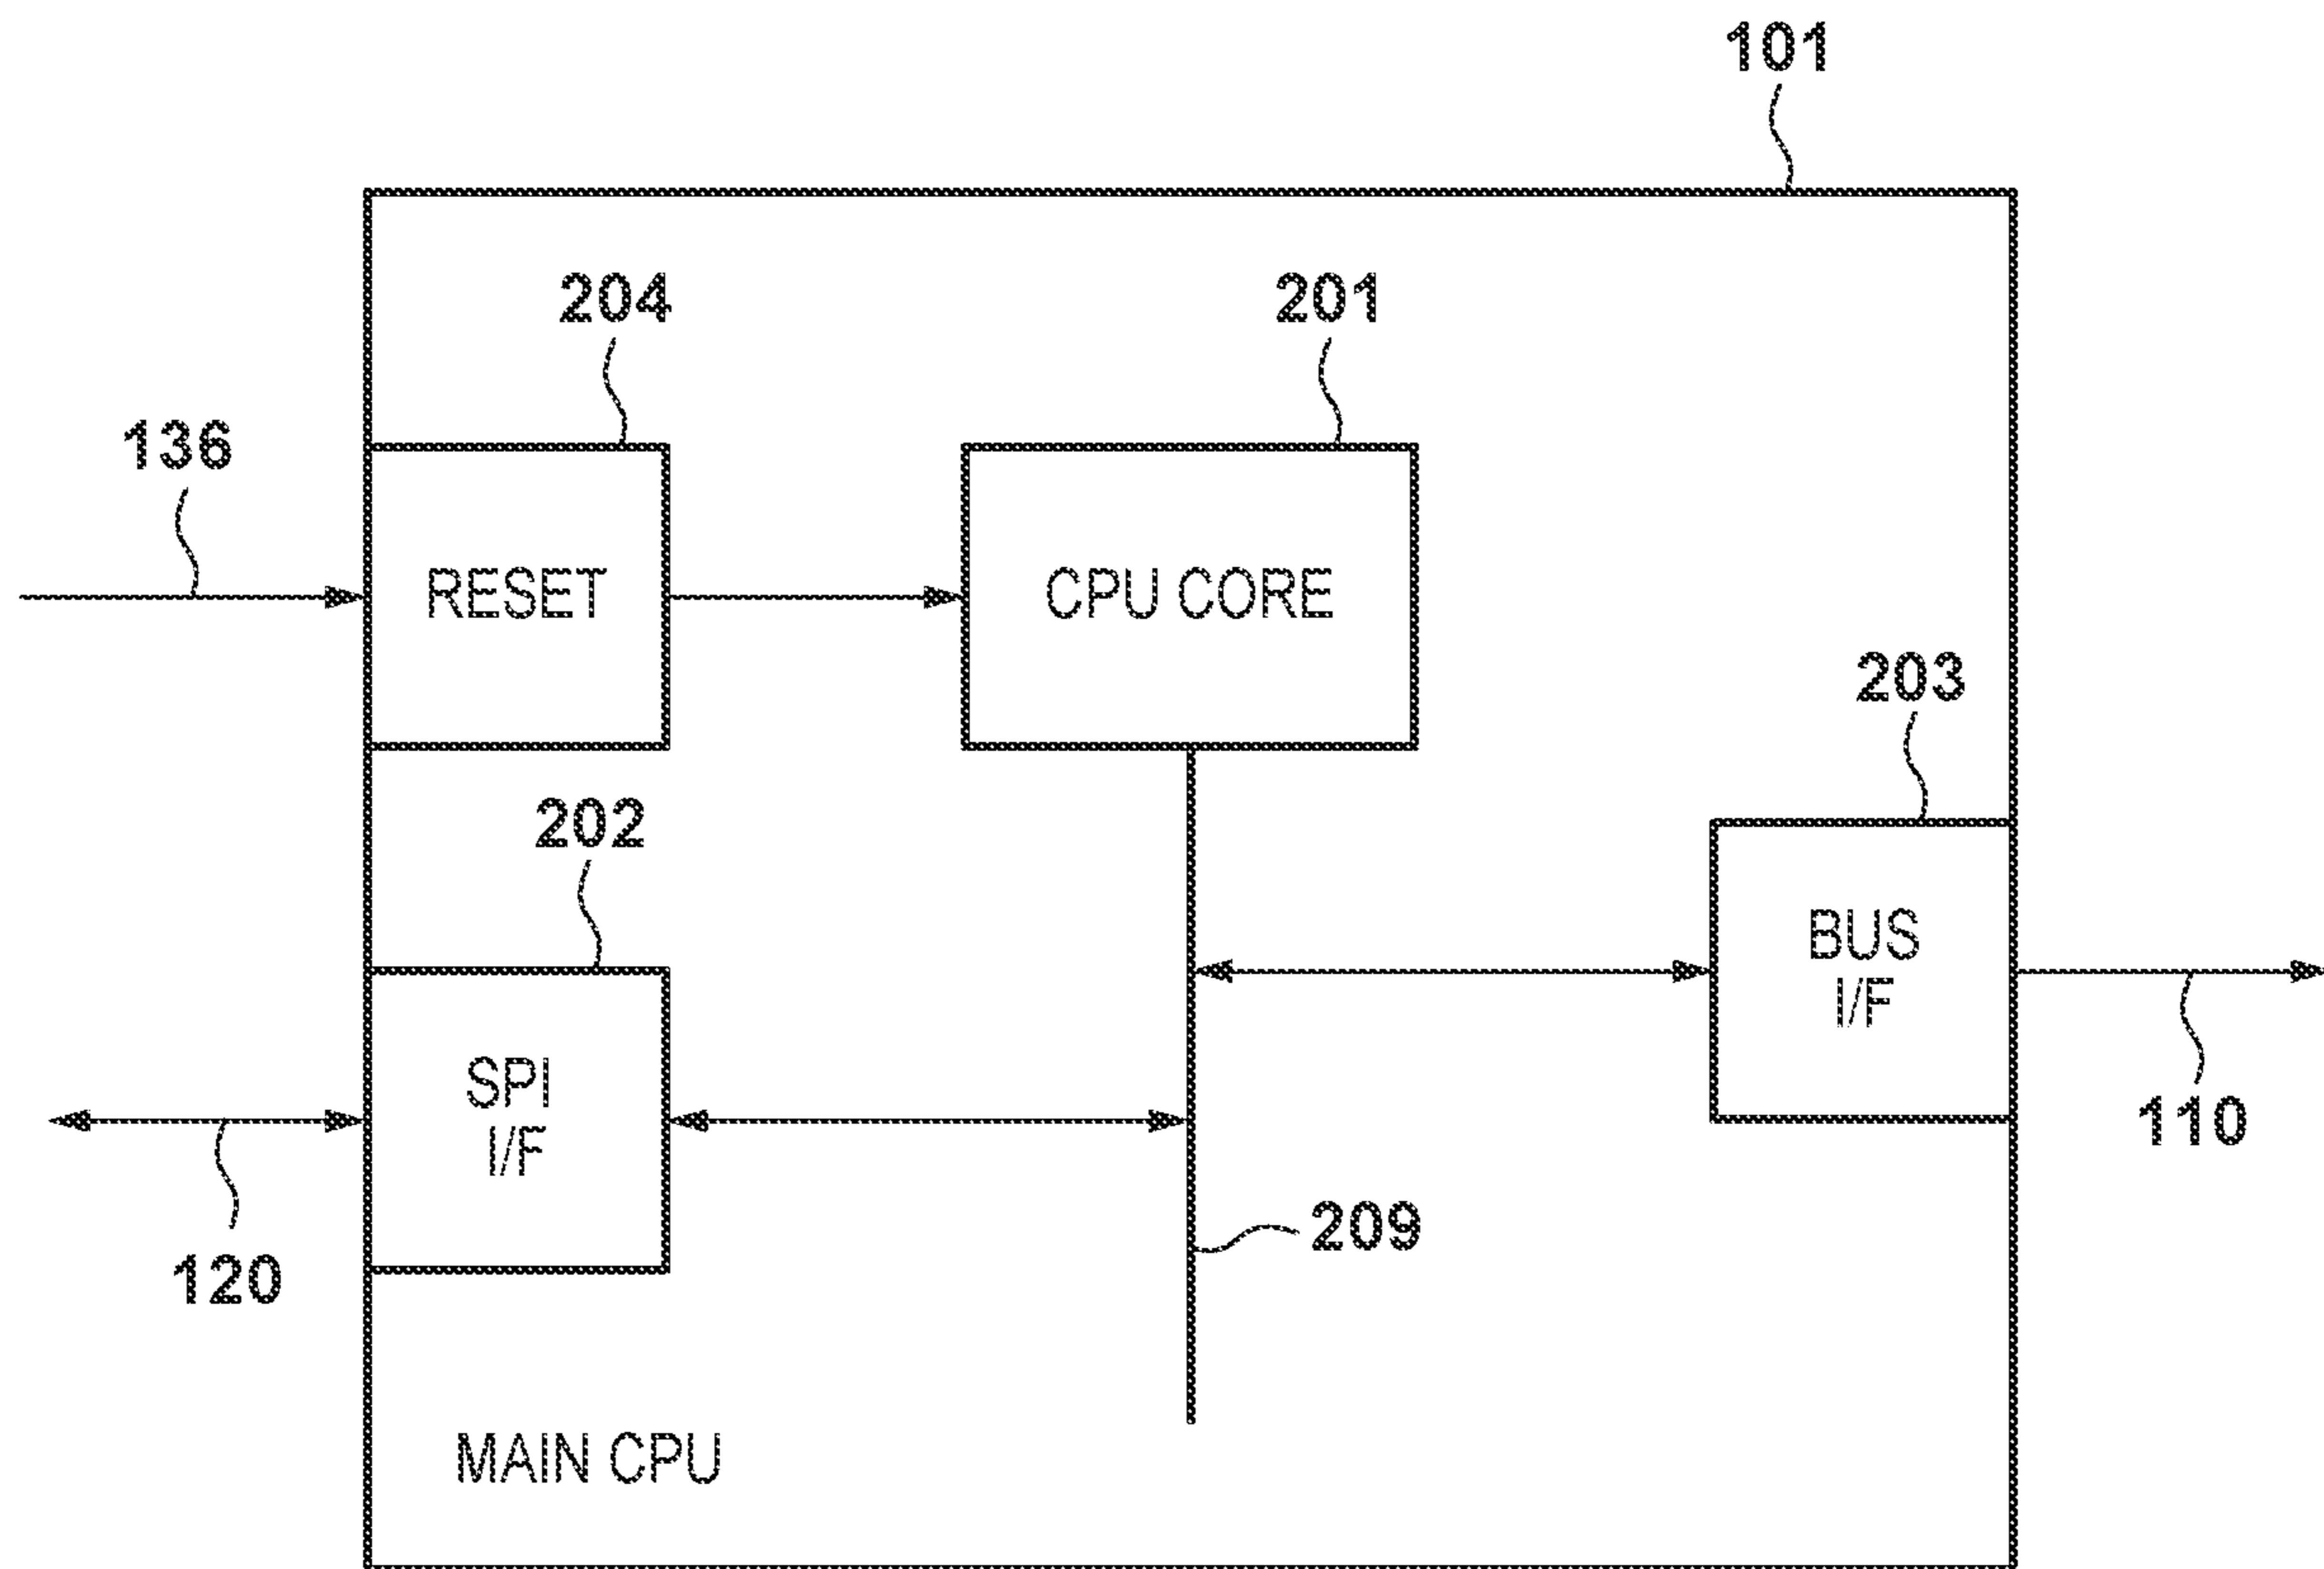 101
204
201
136
RESET
CPU CORE
203
202
BUS
I/F
SPI
I/F
110
209
120
MAIN CPU